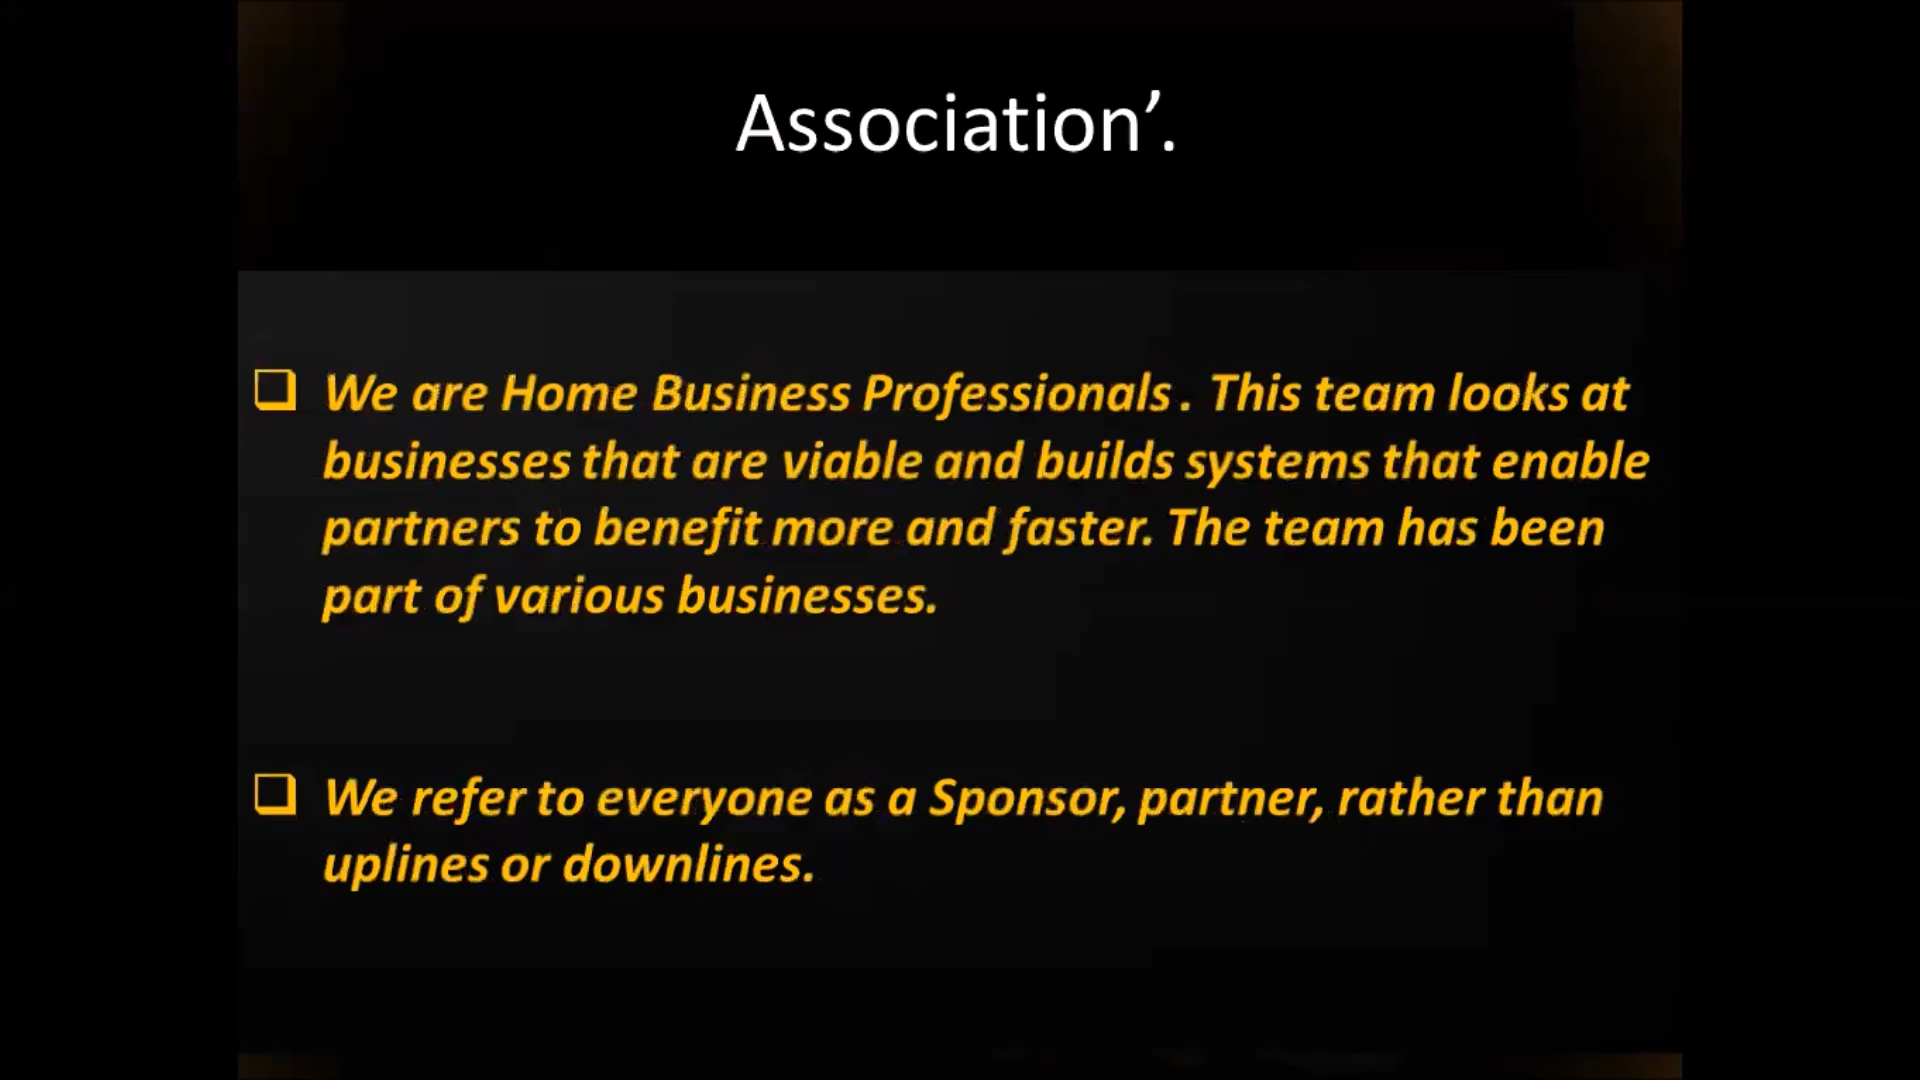 Association’.
❑ We are Home Business Professionals . This team looks at
businesses that are viable and builds systems that enable
partners to benefit more and faster. The team has been
part of various businesses.
❑ We refer to everyone as a Sponsor, partner, rather than
uplines or downlines.